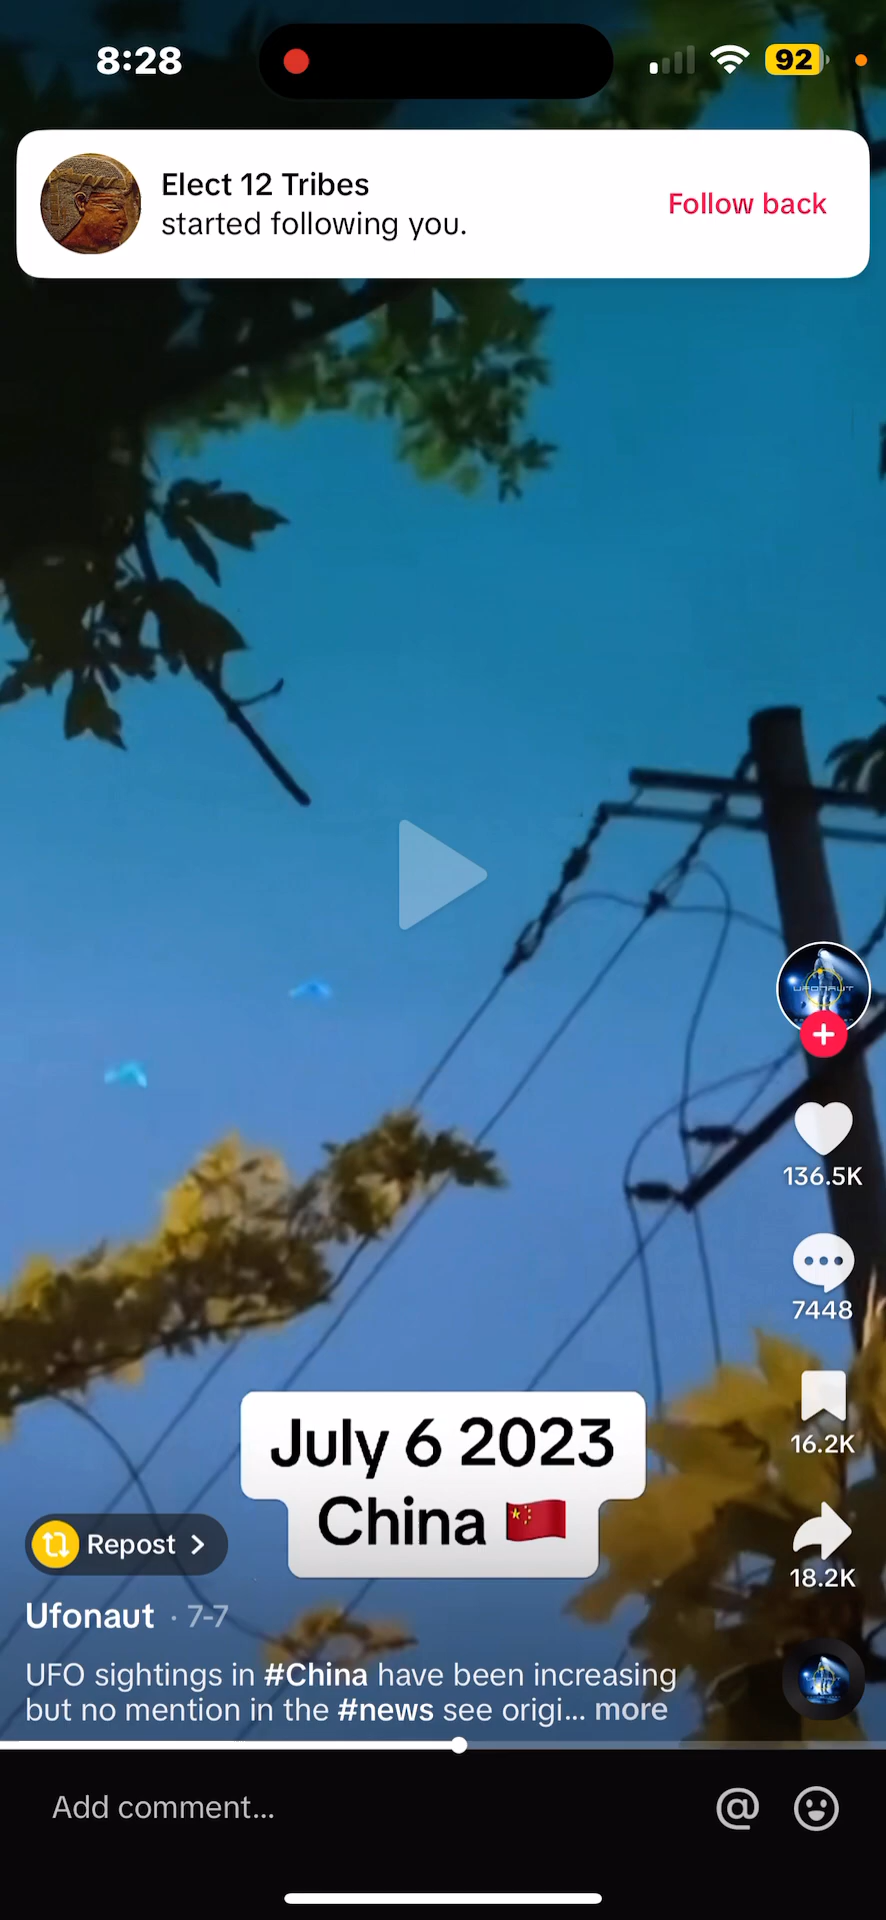 8:28
92
Elect 12 Tribes
started following you.
Follow back
UFONAUT
136.5K
7448
16.2K
18.2K
July 6 2023
China 🇨🇳
Repost >
Ufonaut · 7-7
UFO sightings in #China have been increasing
but no mention in the #news see origi... more
Add comment...
@